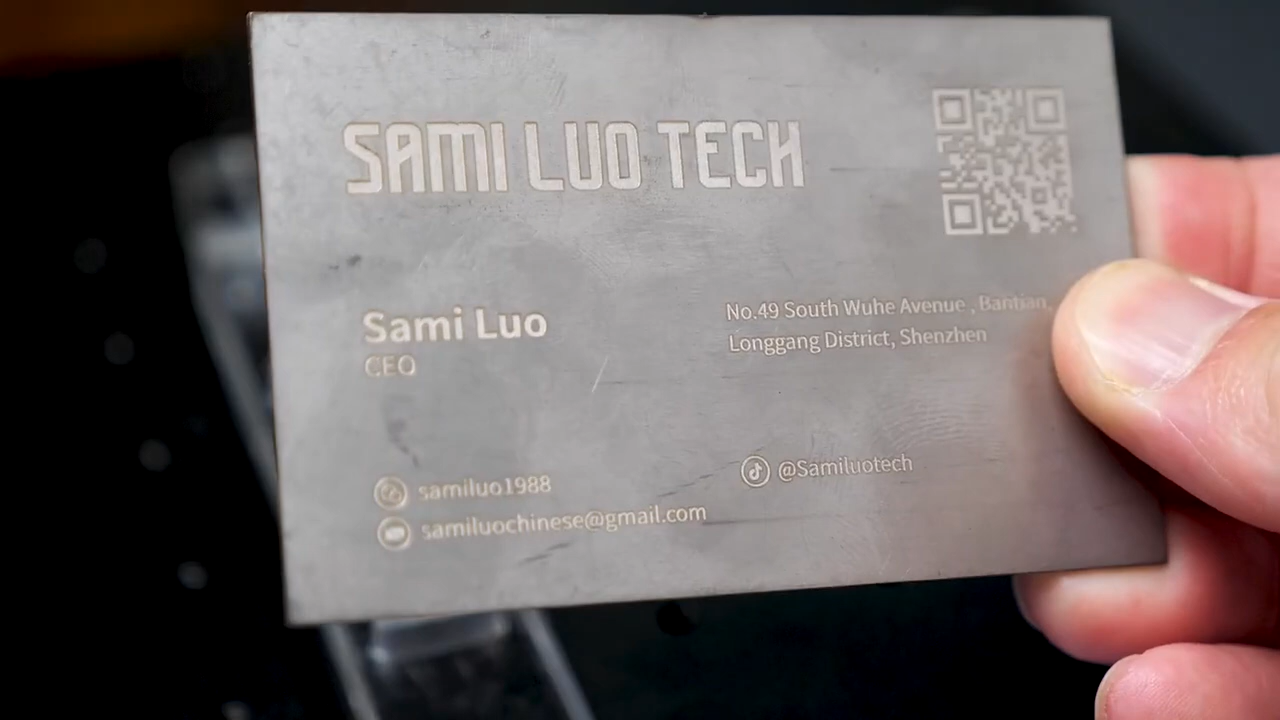 SAMI LUO TECH
Sami Luo
CEO
No.49 South Wuhe Avenue , Bantian,
Longgang District, Shenzhen
samiluo1988
samiluochinese@gmail.com
@Samiluotech